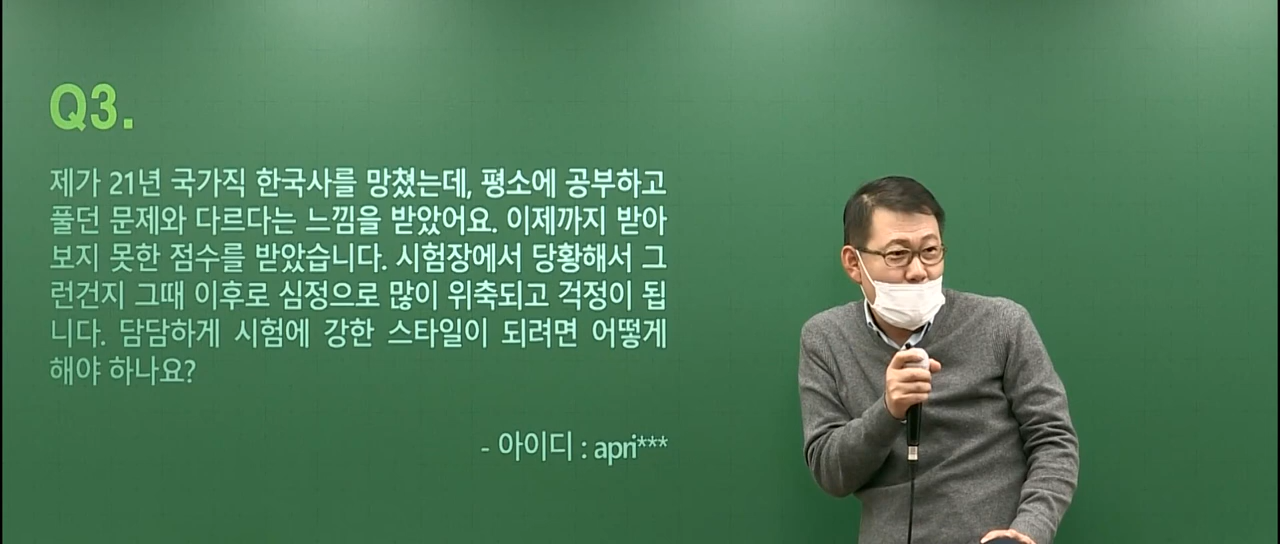 Q3.
제가 21년 국가직 한국사를 망쳤는데, 평소에 공부하고
풀던 문제와 다르다는 느낌을 받았어요. 이제까지 받아
보지 못한 점수를 받았습니다. 시험장에서 당황해서 그
런건지 그때 이후로 심정으로 많이 위축되고 걱정이 됩
니다. 담담하게 시험에 강한 스타일이 되려면 어떻게
해야 하나요?
- 아이디 : apri***